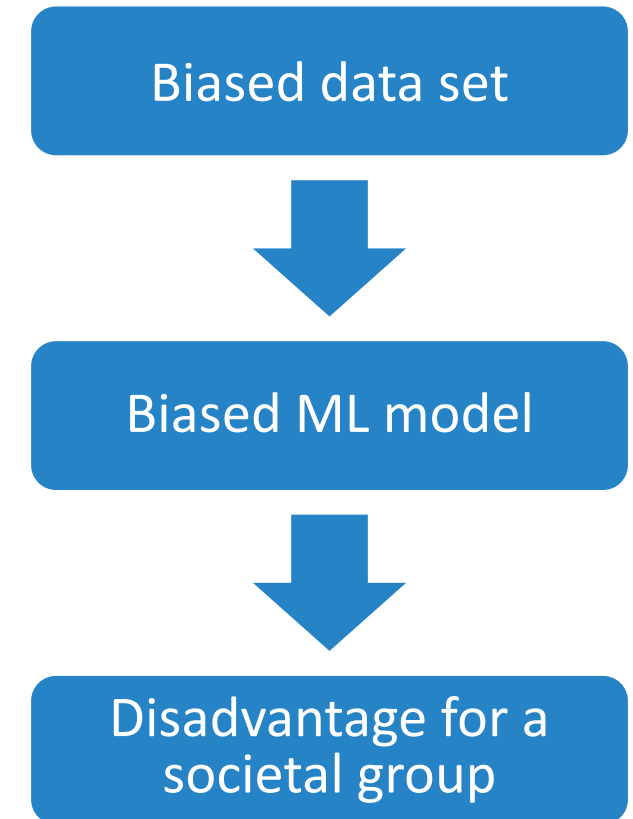 Biased data set
Biased ML model
Disadvantage for a
societal group